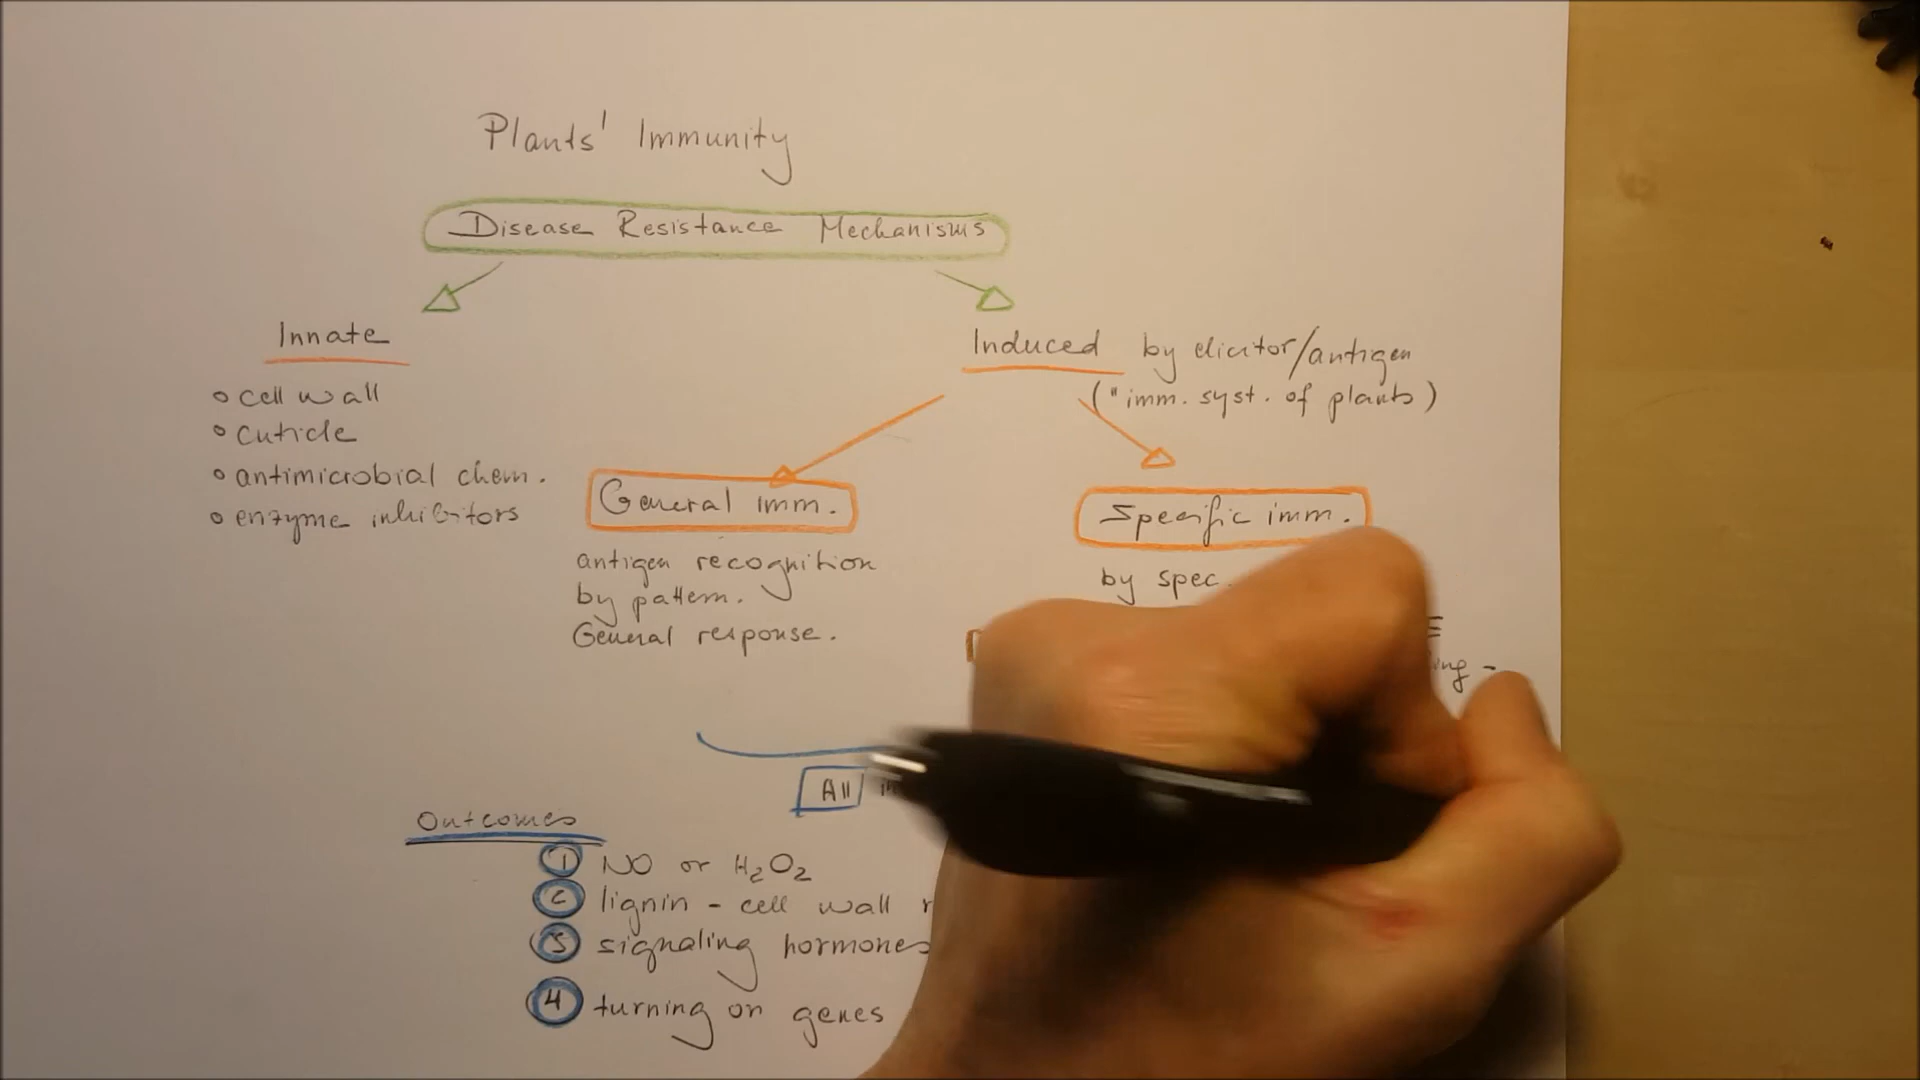 Plants' Immunity
Disease Resistance Mechanisms
Innate
cell wall
cuticle
antimicrobial chem.
enzyme inhibitors
Induced by elicitor/antigen
("imm. syst. of plants)
General imm.
antigen recognition
by pattern.
General response.
Specific imm.
by spec.
All
Outcomes
1 NO or H₂O₂
2 lignin - cell wall
3 signaling hormones
4 turning on genes